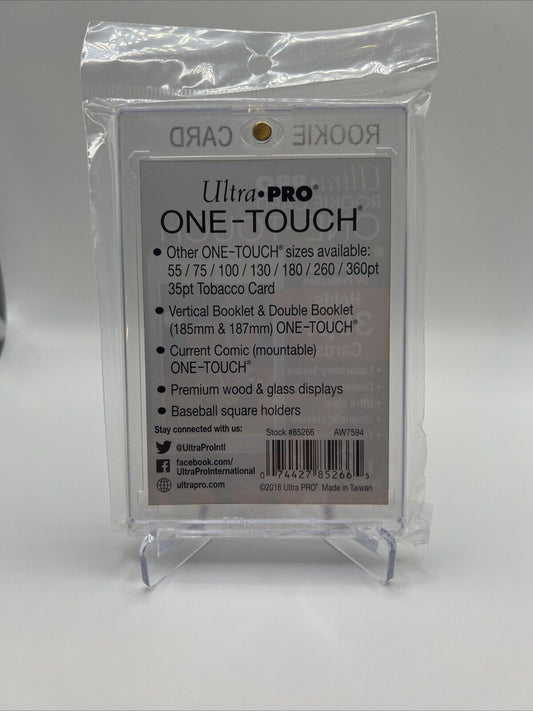 ROOKIE CARD
Ultra•PRO®
ONE-TOUCH®
• Other ONE-TOUCH® sizes available:
55 / 75 / 100 / 130 / 180 / 260 / 360pt
35pt Tobacco Card
• Vertical Booklet & Double Booklet
(185mm & 187mm) ONE-TOUCH®
• Current Comic (mountable)
ONE-TOUCH®
• Premium wood & glass displays
• Baseball square holders
Stay connected with us:
@UltraProIntl
facebook.com/
UltraProInternational
ultrapro.com
Stock #85266 AW7594
0 74427 85266 5
©2016 Ultra PRO® Made in Taiwan